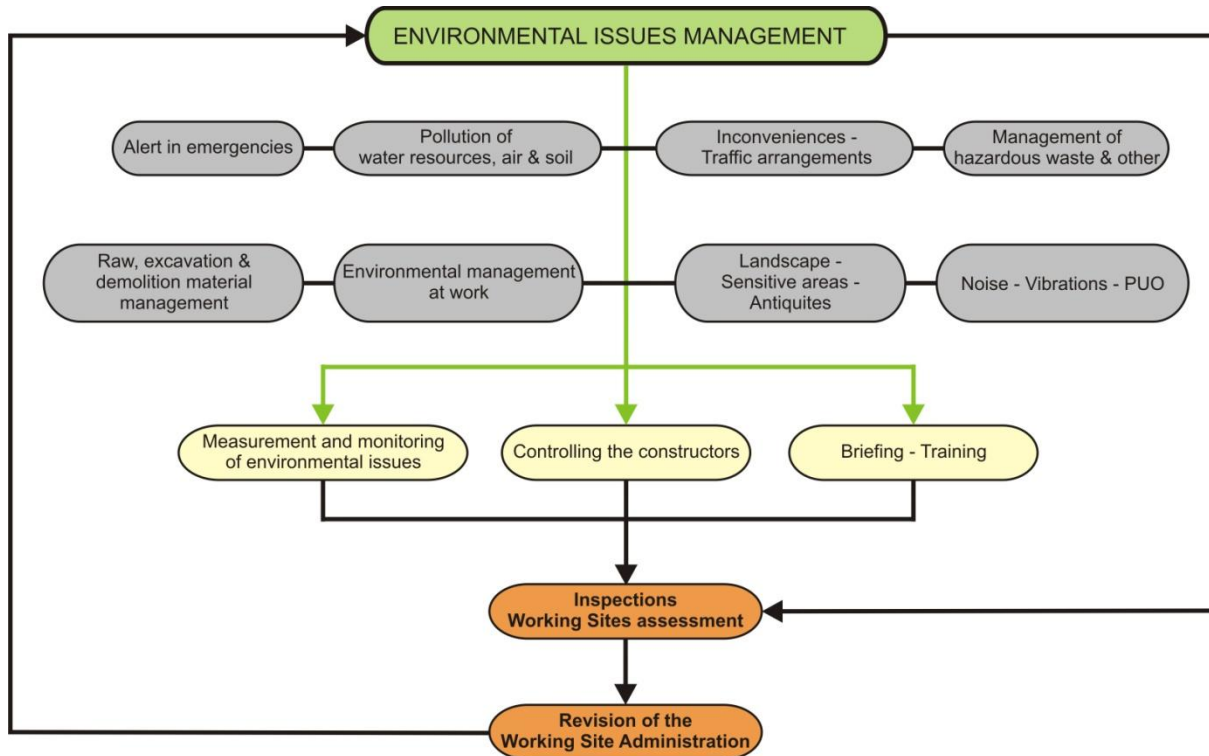 ENVIRONMENTAL ISSUES MANAGEMENT
Alert in emergencies
Pollution of
water resources, air & soil
Inconveniences -
Traffic arrangements
Management of
hazardous waste & other
Raw, excavation &
demolition material
management
Environmental management
at work
Landscape -
Sensitive areas -
Antiquites
Noise - Vibrations - PUO
Measurement and monitoring
of environmental issues
Controlling the constructors
Briefing - Training
Inspections
Working Sites assessment
Revision of the
Working Site Administration